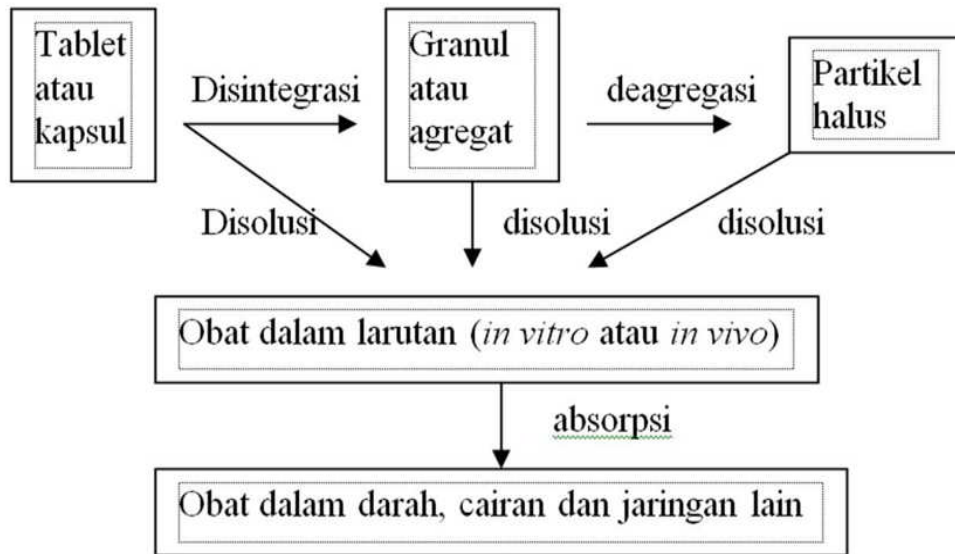 Tablet
atau
kapsul
Disintegrasi
Granul
atau
agregat
deagregasi
Partikel
halus
Disolusi
disolusi
disolusi
Obat dalam larutan (in vitro atau in vivo)
absorpsi
Obat dalam darah, cairan dan jaringan lain